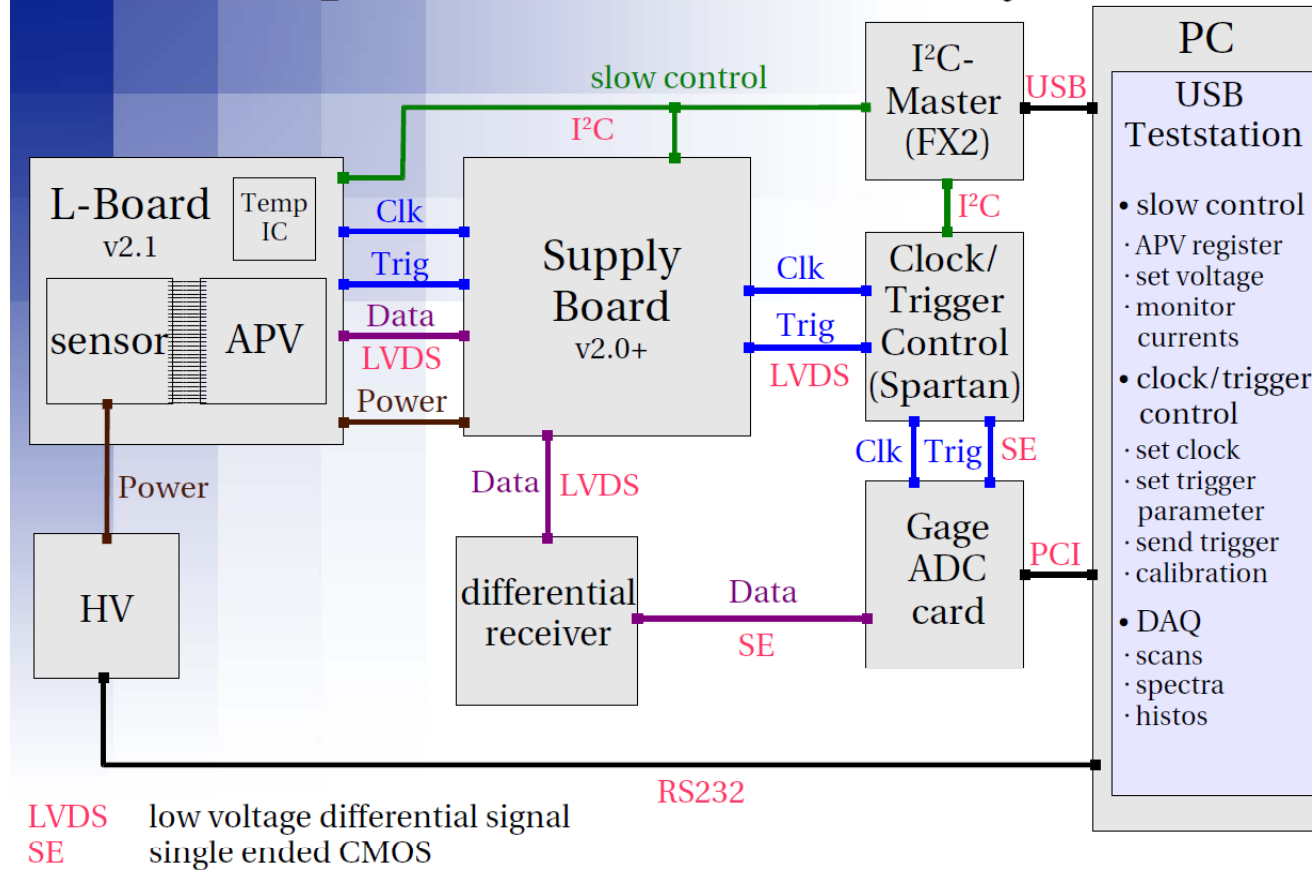 slow control
I²C
L-Board
v2.1
Temp
IC
sensor
APV
Clk
Trig
Data
LVDS
Power
Supply
Board
v2.0+
Clk
Trig
LVDS
I²C-
Master
(FX2)
USB
I²C
Clock/
Trigger
Control
(Spartan)
Clk
Trig
SE
Gage
ADC
card
PCI
Power
HV
Data
LVDS
differential
receiver
Data
SE
RS232
PC
USB
Teststation
• slow control
· APV register
· set voltage
· monitor
currents
• clock/trigger
control
· set clock
· set trigger
parameter
· send trigger
· calibration
• DAQ
· scans
· spectra
· histos
LVDS low voltage differential signal
SE single ended CMOS